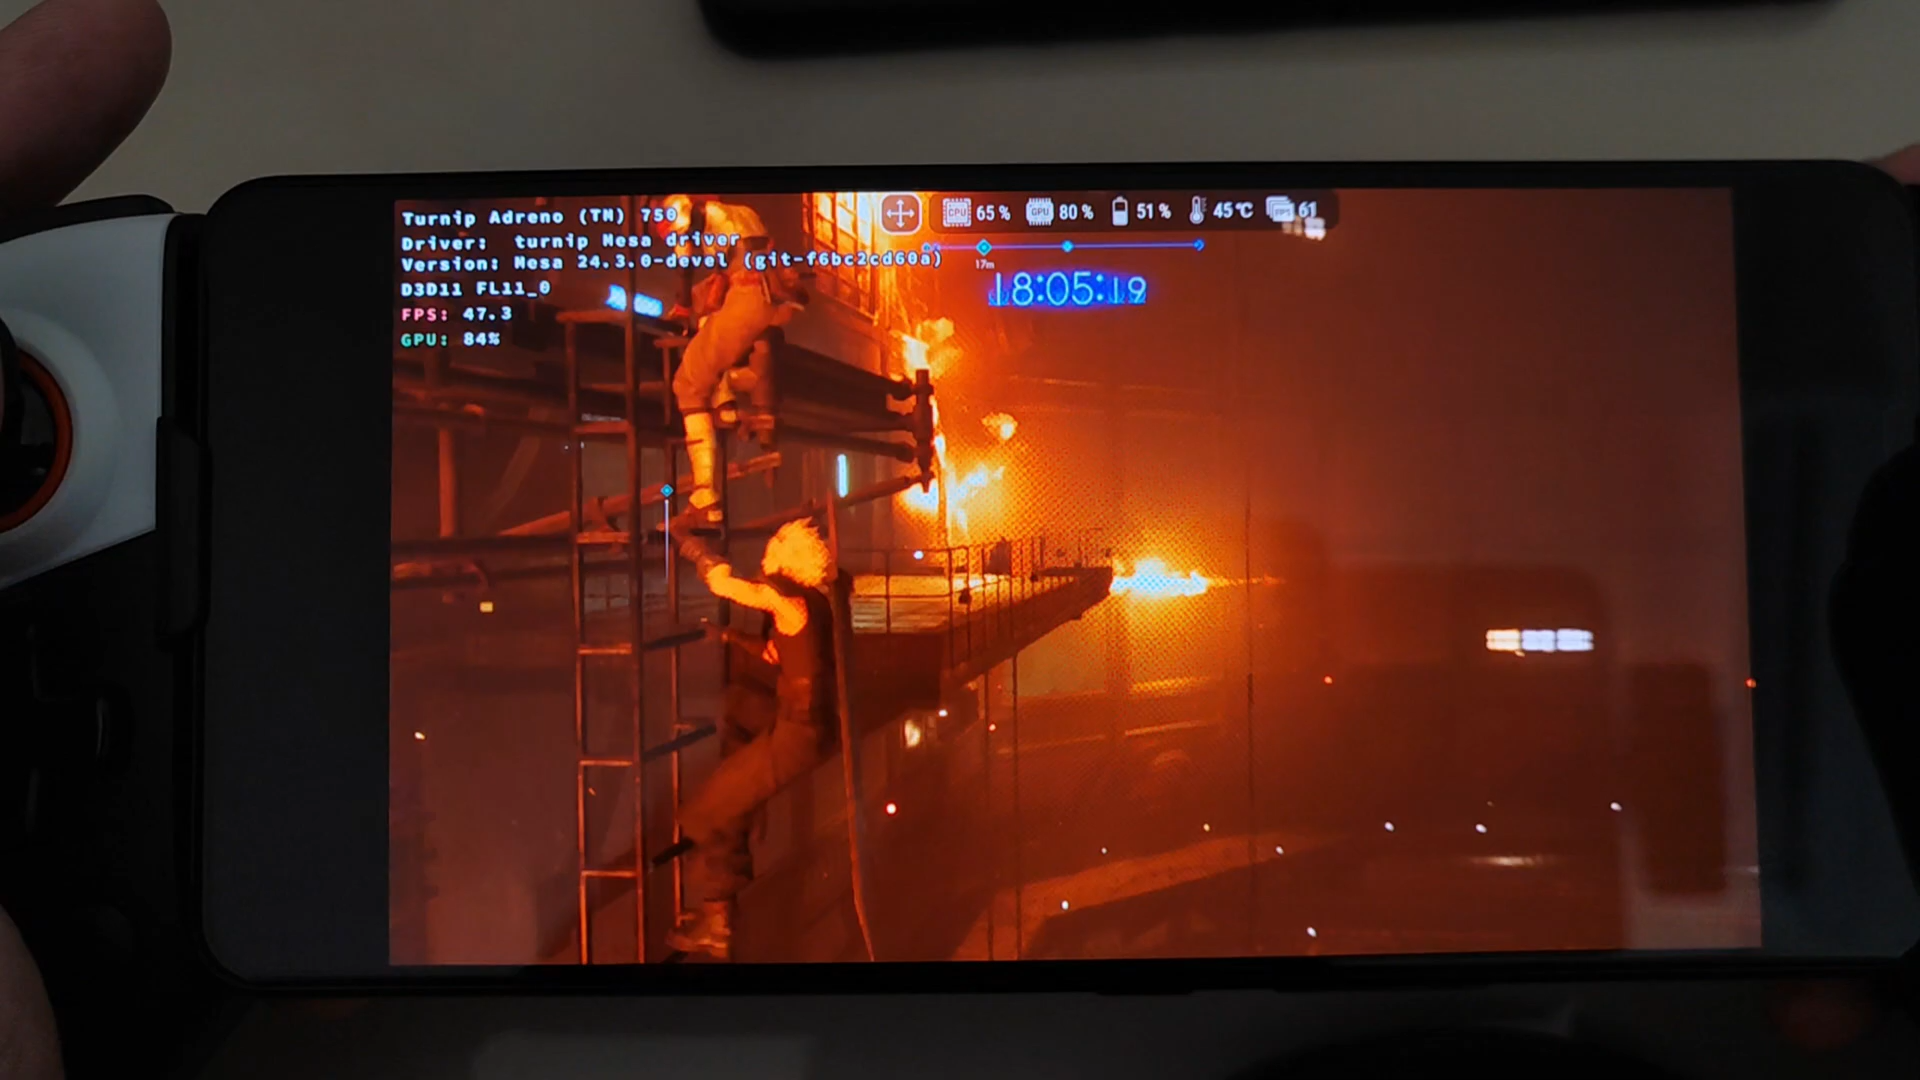 Turnip Adreno (TM) 750
Driver: turnip Mesa driver
Version: Mesa 24.3.0-devel (git-f6bc2cd60a)
D3D11 FL11_0
FPS: 47.3
GPU: 84%
CPU 65% GPU 80% 51% 45℃ FPS 61
17m
18:05:19